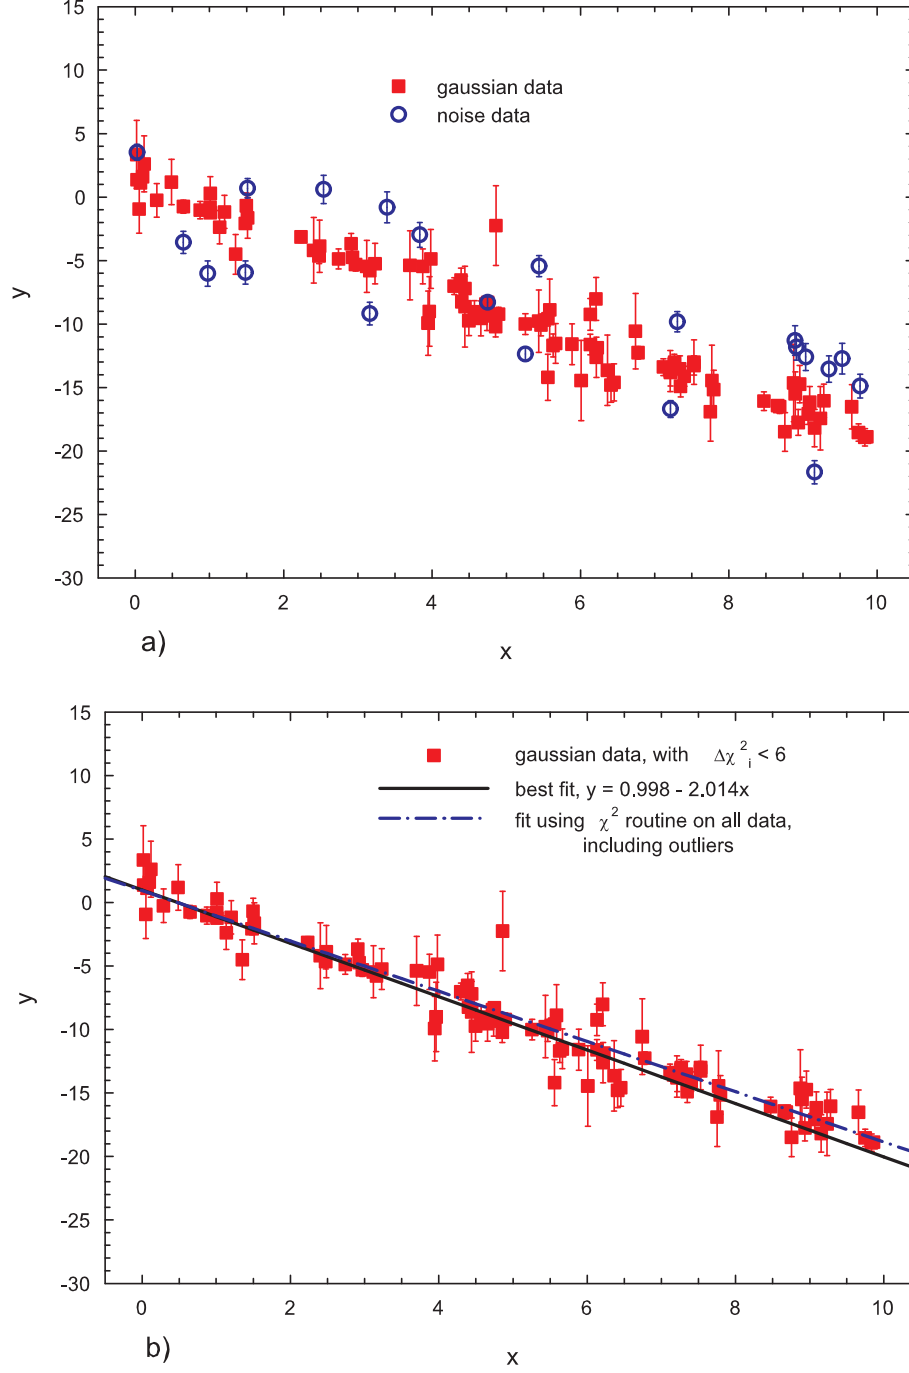 15
10
5
0
-5
-10
-15
-20
-25
-30
y
gaussian data
noise data
0 2 4 6 8 10
a)
x
15
10
5
0
-5
-10
-15
-20
-25
-30
y
gaussian data, with Δχ²ᵢ < 6
best fit, y = 0.998 - 2.014x
fit using χ² routine on all data,
including outliers
0 2 4 6 8 10
b)
x